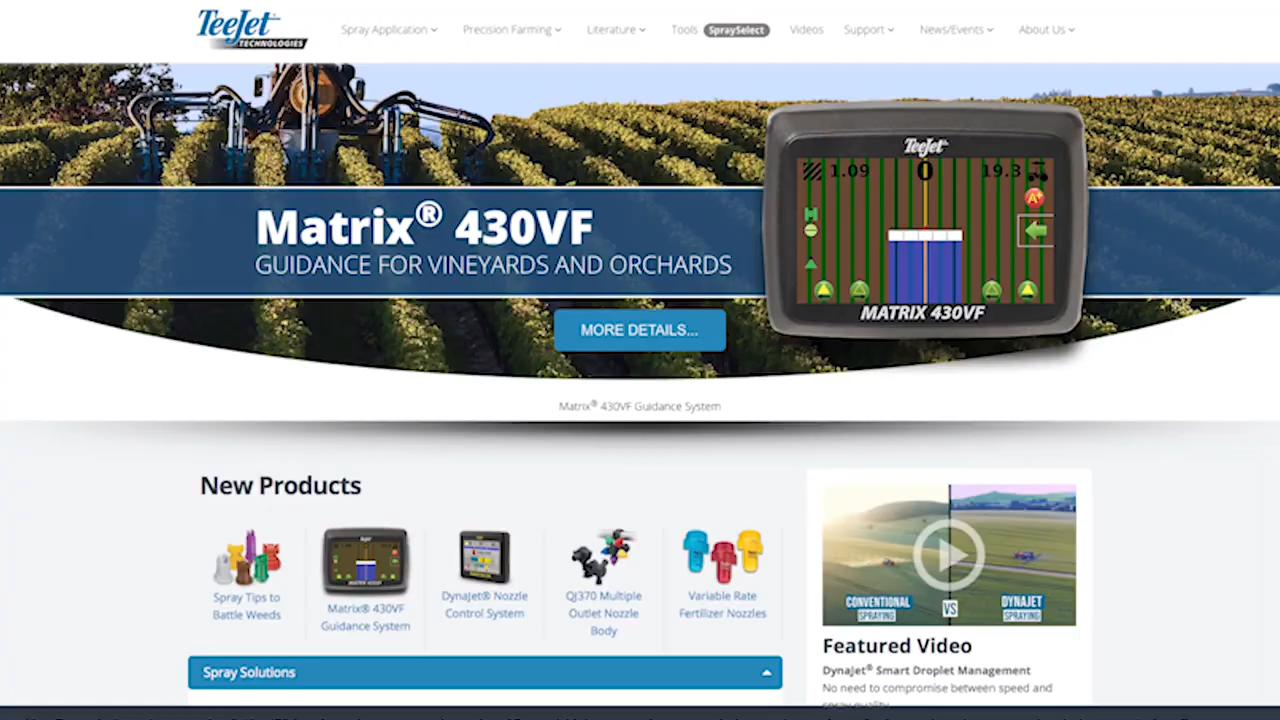 TeeJet
TECHNOLOGIES
Spray Application
Precision Farming
Literature
Tools SpraySelect
Videos
Support
News/Events
About Us
Matrix® 430VF
GUIDANCE FOR VINEYARDS AND ORCHARDS
TeeJet
1.09
0
19.3
A+
MATRIX 430VF
MORE DETAILS...
Matrix® 430VF Guidance System
New Products
Spray Tips to
Battle Weeds
Matrix® 430VF
Guidance System
DynaJet® Nozzle
Control System
QJ370 Multiple
Outlet Nozzle
Body
Variable Rate
Fertilizer Nozzles
Spray Solutions
CONVENTIONAL
SPRAYING
VS
DYNAJET
SPRAYING
Featured Video
DynaJet® Smart Droplet Management
No need to compromise between speed and
spray quality